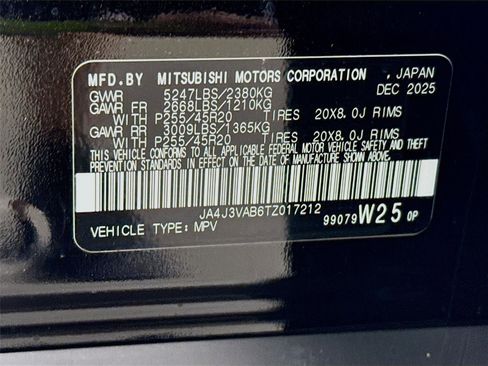 MFD.BY MITSUBISHI MOTORS CORPORATION , JAPAN
GVWR 5247LBS/2380KG DEC 2025
GAWR FR 2668LBS/1210KG
WITH P255/45R20 TIRES 20X8.0J RIMS
GAWR RR 3009LBS/1365KG
WITH P255/45R20 TIRES 20X8.0J RIMS
THIS VEHICLE CONFORMS TO ALL APPLICABLE FEDERAL MOTOR VEHICLE SAFETY AND THEFT
PREVENTION STANDARDS IN EFFECT ON THE DATE OF MANUFACTURE SHOWN ABOVE.
JA4J3VAB6TZ017212
VEHICLE TYPE: MPV 99079 W25 OP